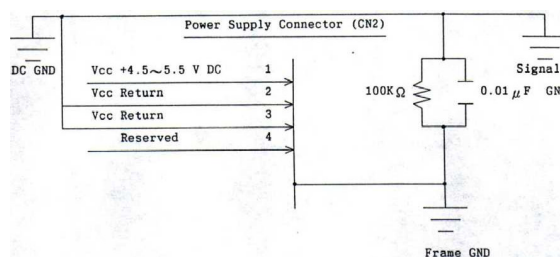 Power Supply Connector (CN2)
DC GND
Signal GN
Vcc +4.5～5.5 V DC 1
Vcc Return 2
Vcc Return 3
Reserved 4
100KΩ
0.01μF
Frame GND